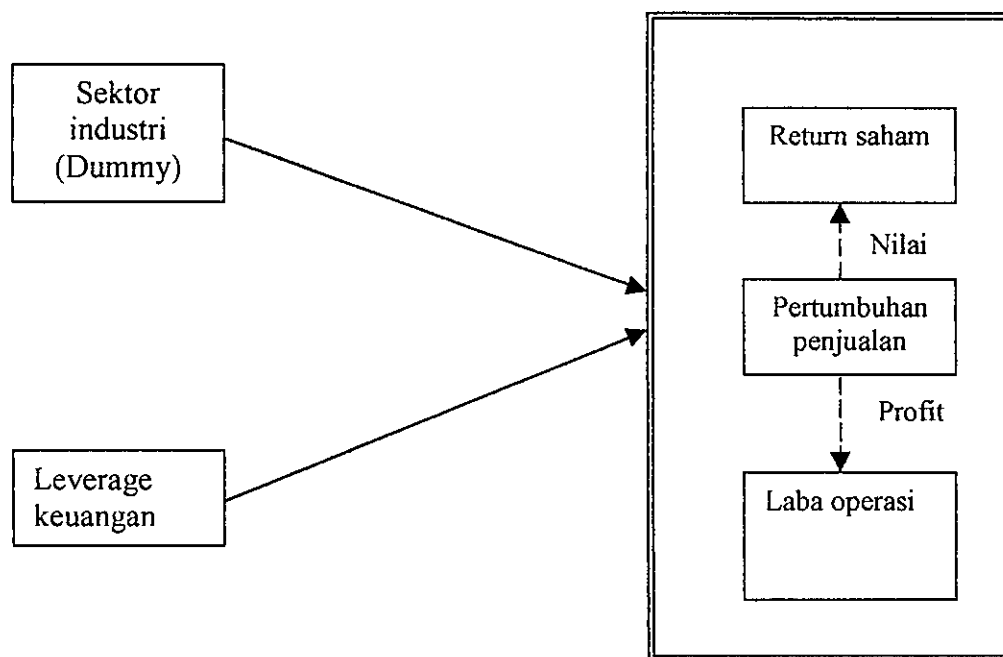 Sektor
industri
(Dummy)
Leverage
keuangan
Return saham
Nilai
Pertumbuhan
penjualan
Profit
Laba operasi